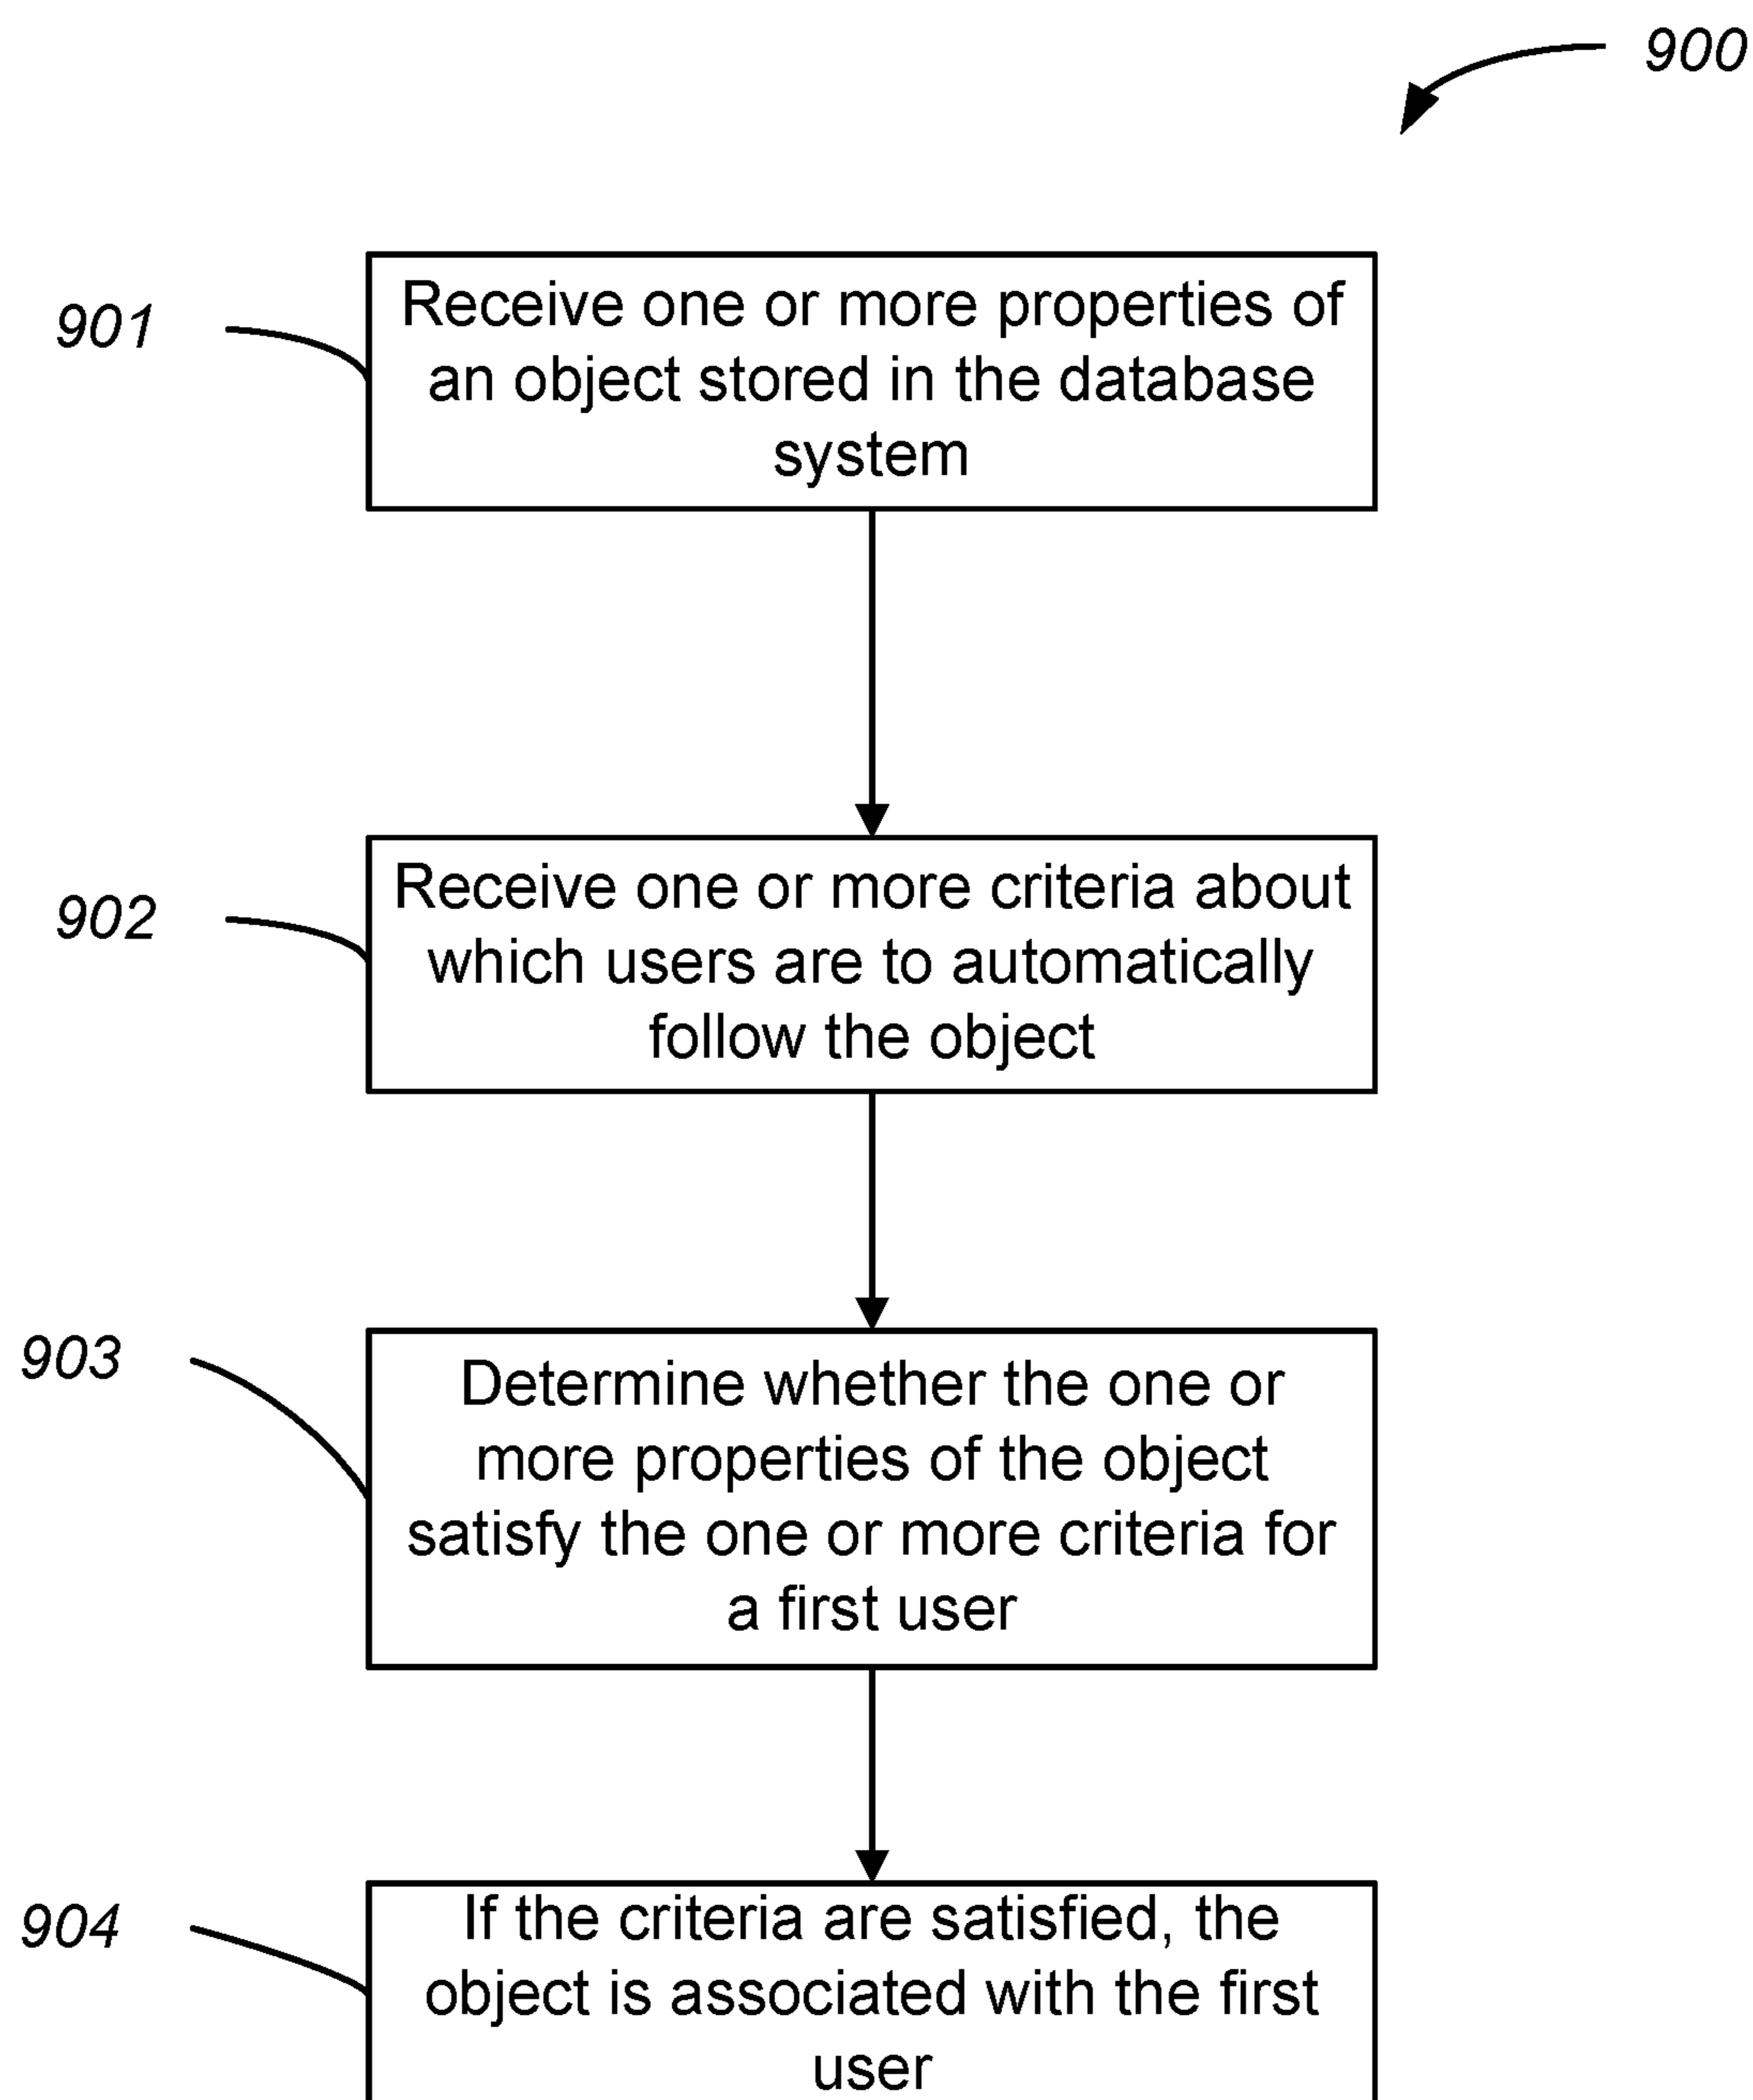 900
901
Receive one or more properties of
an object stored in the database
system
902
Receive one or more criteria about
which users are to automatically
follow the object
903
Determine whether the one or
more properties of the object
satisfy the one or more criteria for
a first user
904
If the criteria are satisfied, the
object is associated with the first
user